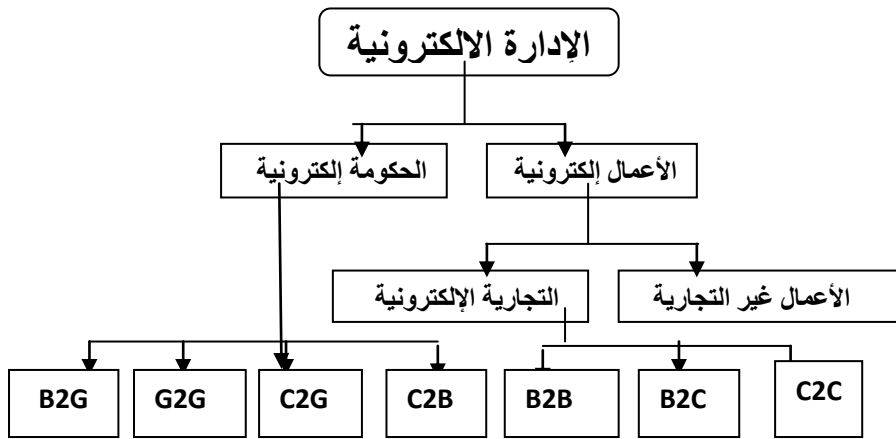 الإدارة الالكترونية
الأعمال إلكترونية
الحكومة إلكترونية
الأعمال غير التجارية
التجارية الإلكترونية
C2C
B2C
B2B
C2B
C2G
G2G
B2G